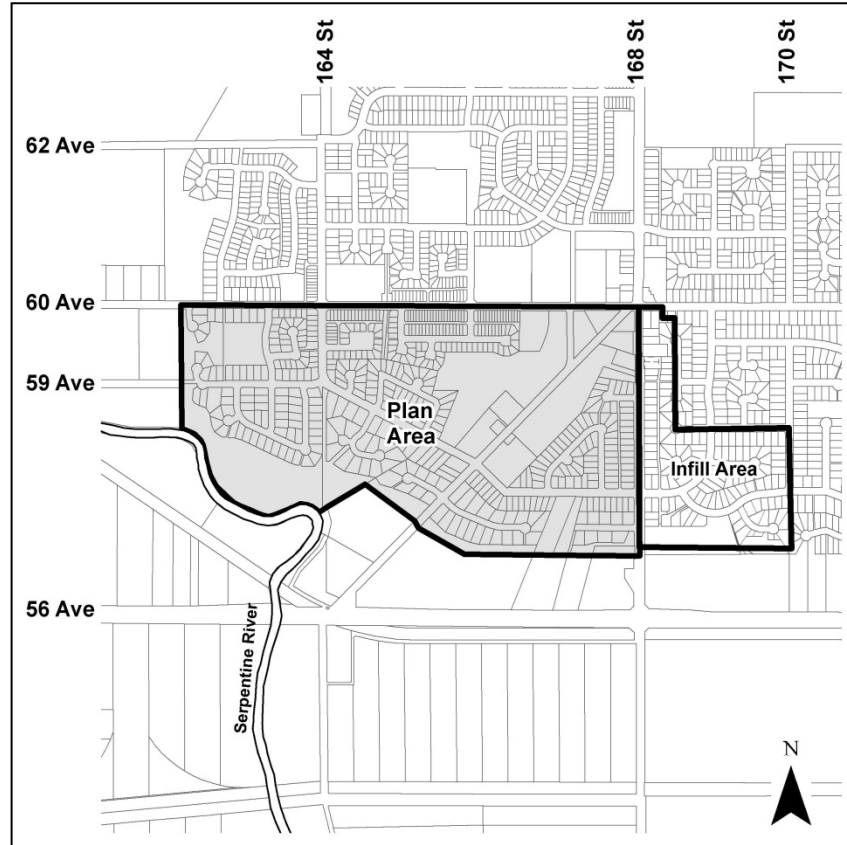 164 St
168 St
170 St
62 Ave
60 Ave
59 Ave
Plan
Area
Infill Area
56 Ave
Serpentine River
N